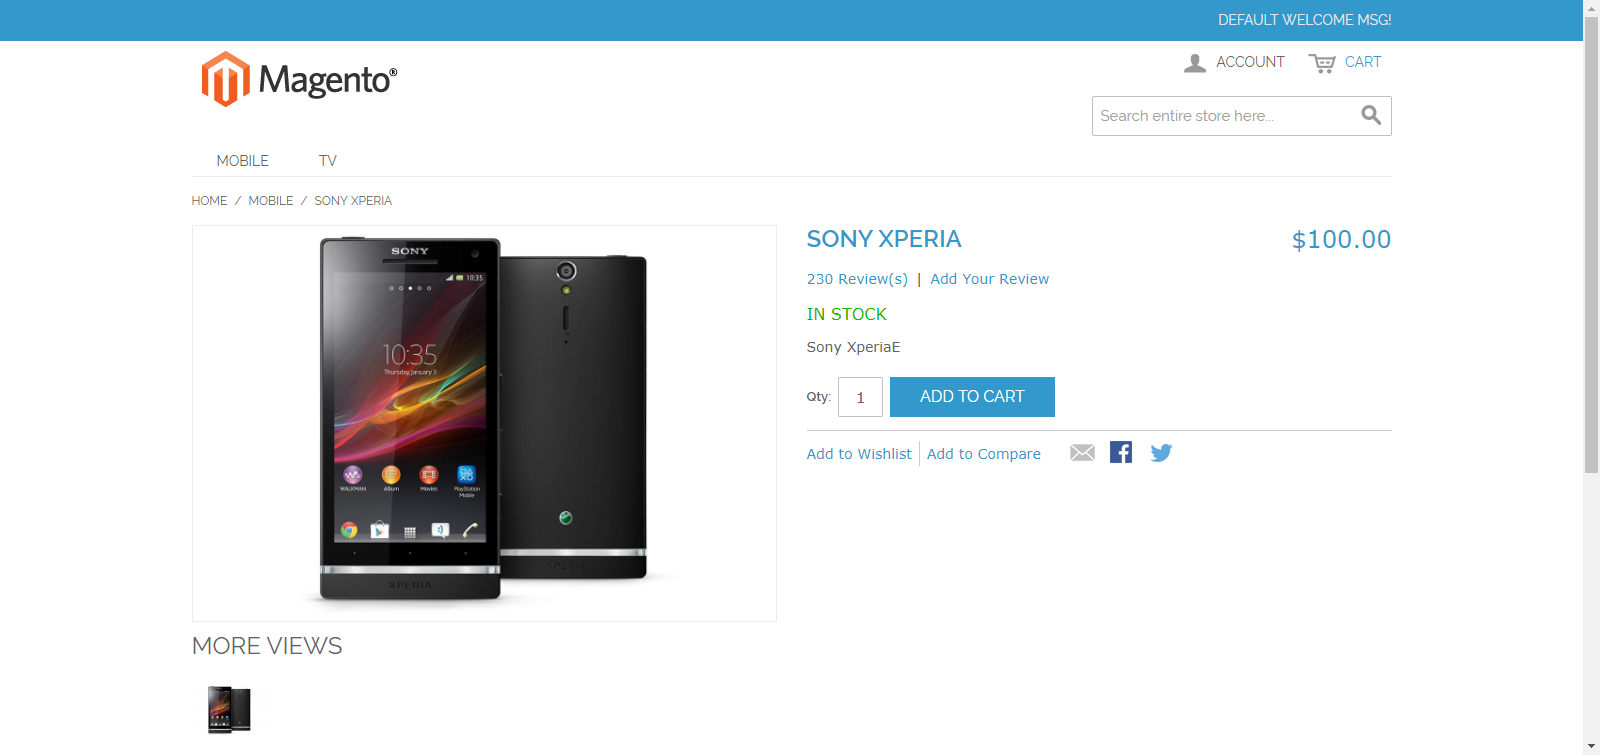 DEFAULT WELCOME MSG!
Magento®
ACCOUNT
CART
Search entire store here...
MOBILE
TV
HOME / MOBILE / SONY XPERIA
SONY
10:35
10:35
Thursday, January 3
WALKMAN
Album
Movies
PlayStation
Mobile
XPERIA
XPERIA
SONY XPERIA
$100.00
230 Review(s) | Add Your Review
IN STOCK
Sony XperiaE
Qty:
1
ADD TO CART
Add to Wishlist
Add to Compare
MORE VIEWS